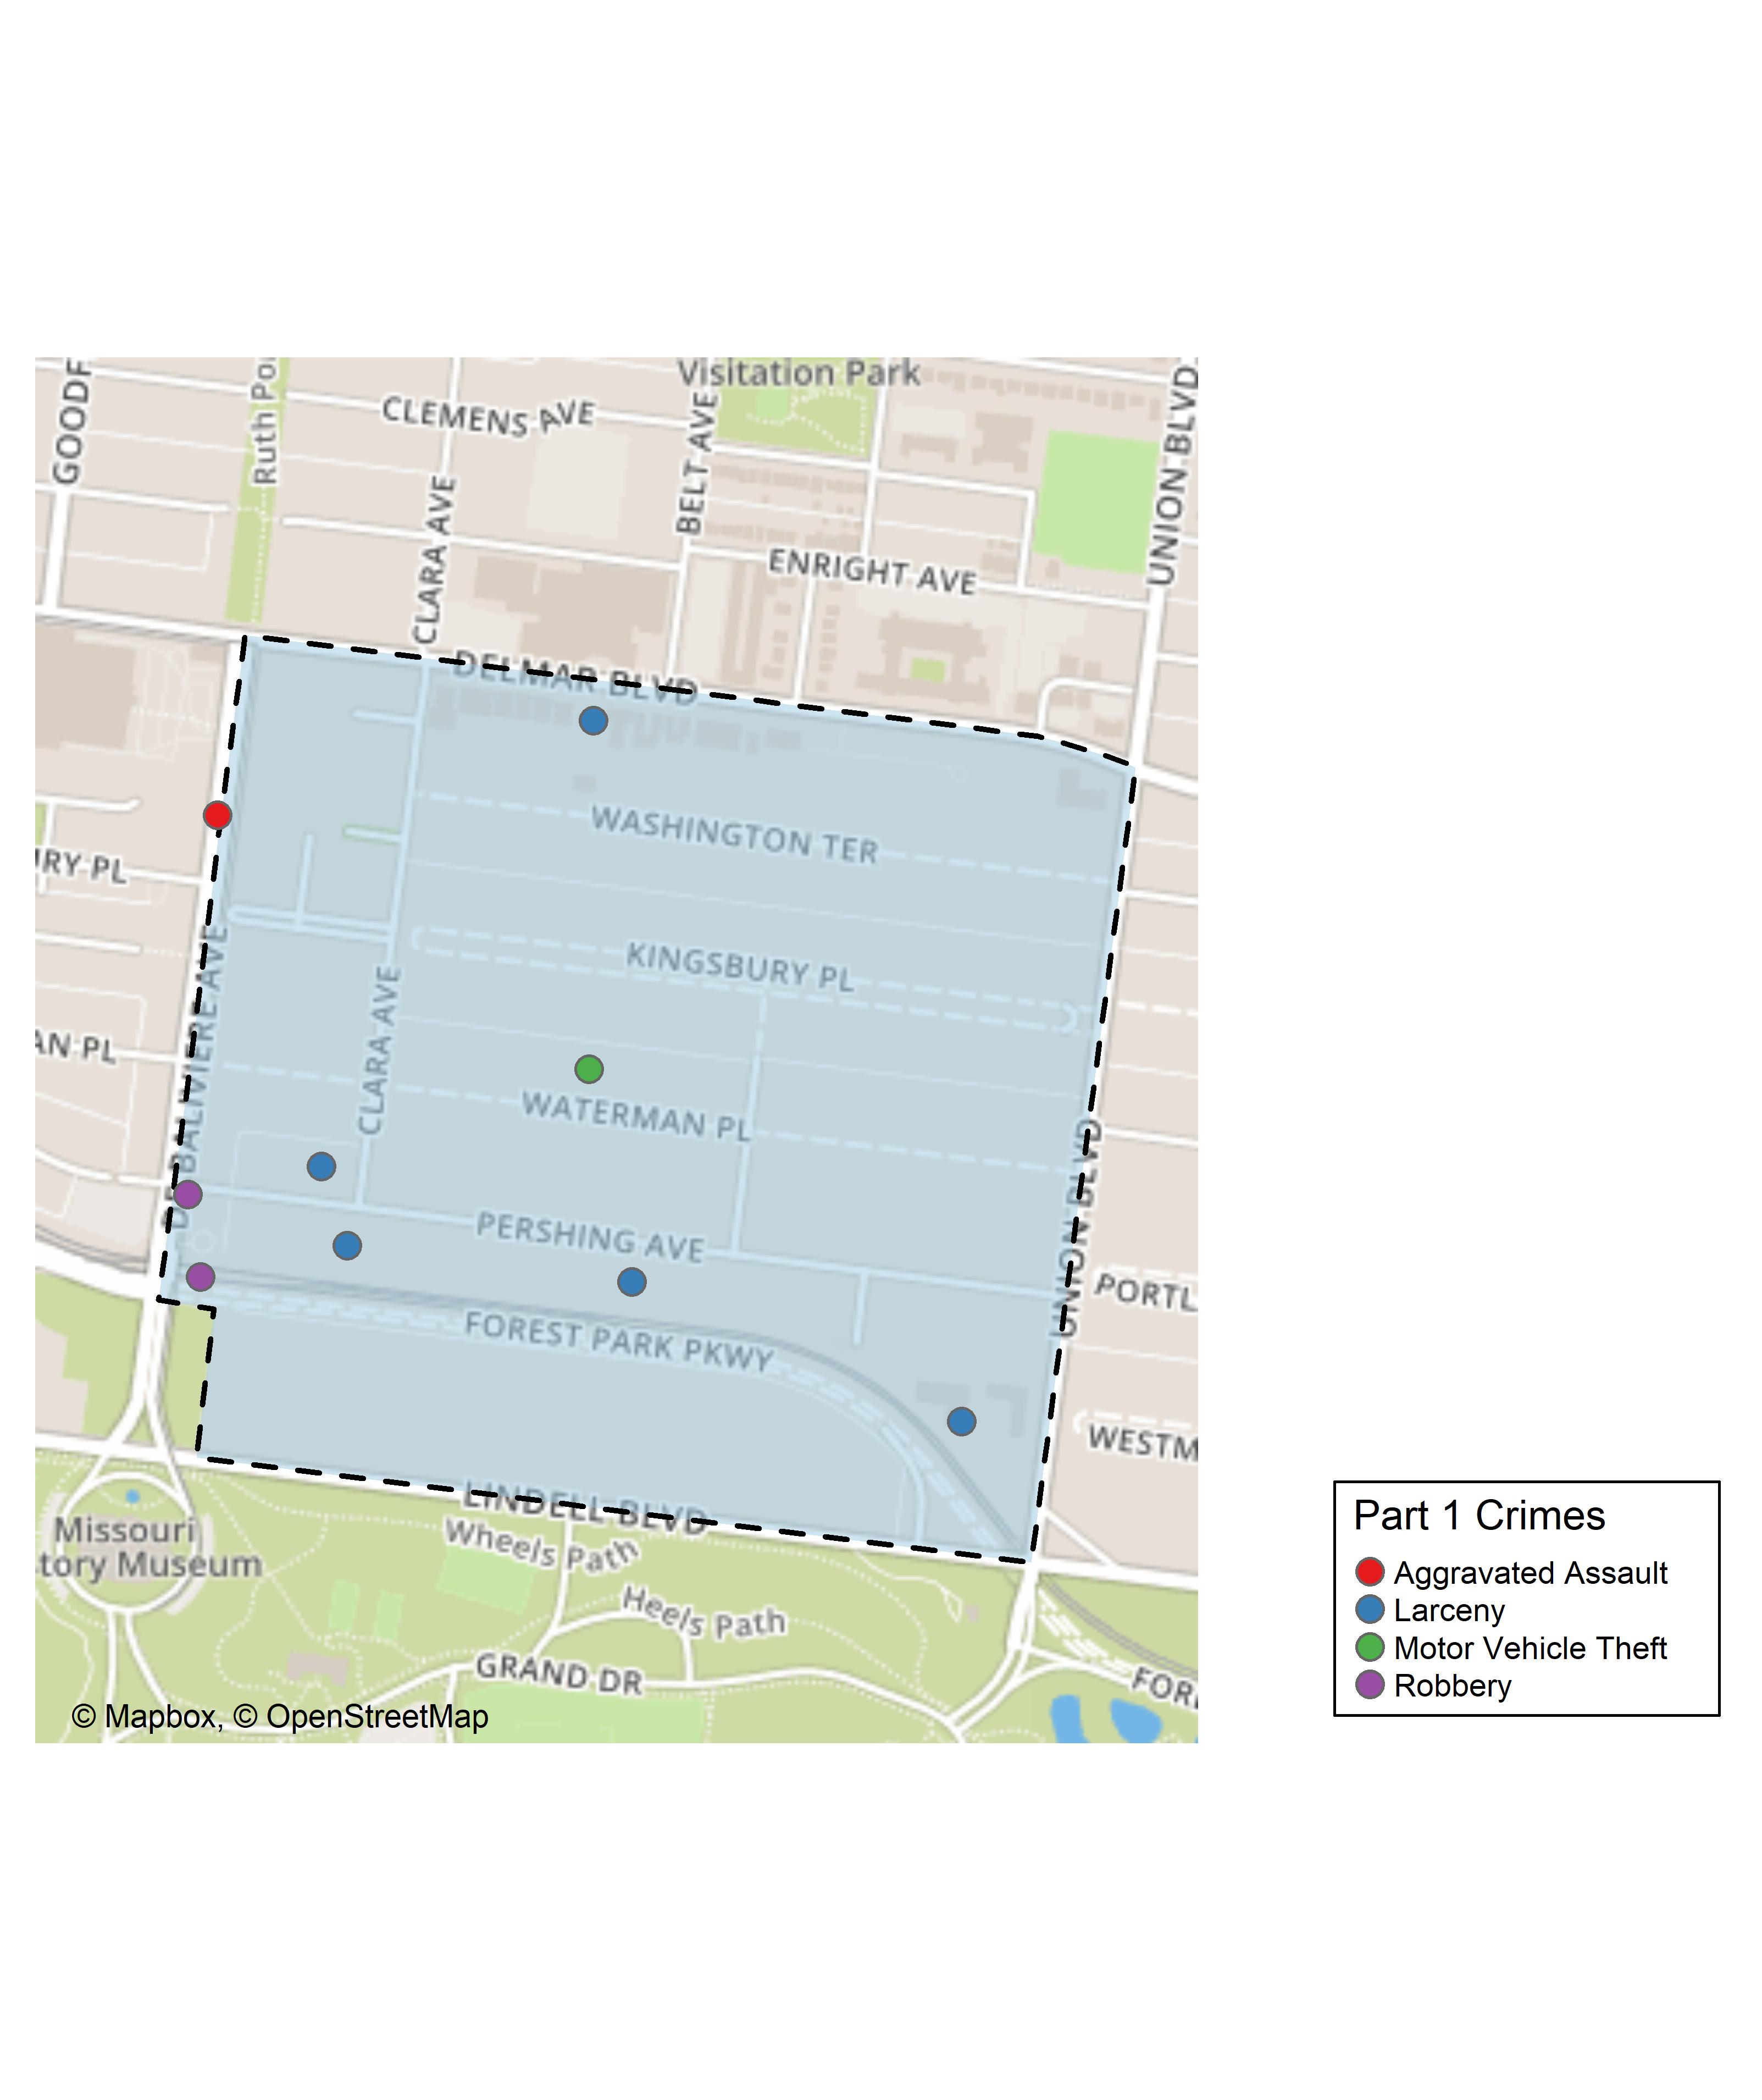 Visitation Park
GOODF
Ruth Po
CLEMENS AVE
BELT AVE
UNION BLVD
CLARA AVE
ENRIGHT AVE
DELMAR BLVD
WASHINGTON TER
RY PL
KINGSBURY PL
DE BALIVIERE AVE
CLARA AVE
AN PL
WATERMAN PL
UNION BLVD
PERSHING AVE
PORTL
FOREST PARK PKWY
WESTM
LINDELL BLVD
Wheels Path
Missouri
tory Museum
Heels Path
GRAND DR
FOR
© Mapbox, © OpenStreetMap
Part 1 Crimes
Aggravated Assault
Larceny
Motor Vehicle Theft
Robbery